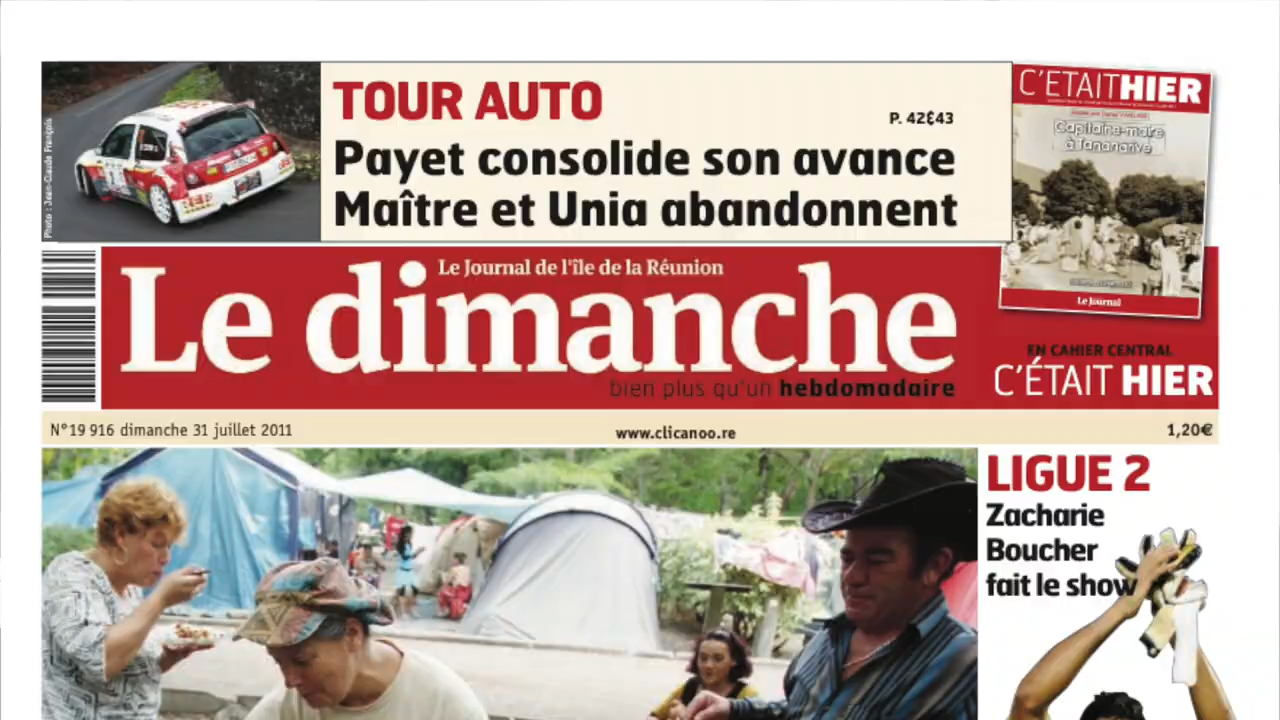 TOUR AUTO
P. 42€43
Payet consolide son avance
Maître et Unia abandonnent
Photo : Jean-Claude François
C'ETAITHIER
Capitaine-maire
à Tananarive
Le Journal
Le Journal de l'île de la Réunion
Le dimanche
bien plus qu'un hebdomadaire
EN CAHIER CENTRAL
C'ÉTAIT HIER
N°19 916 dimanche 31 juillet 2011
www.clicanoo.re
1,20€
LIGUE 2
Zacharie
Boucher
fait le show